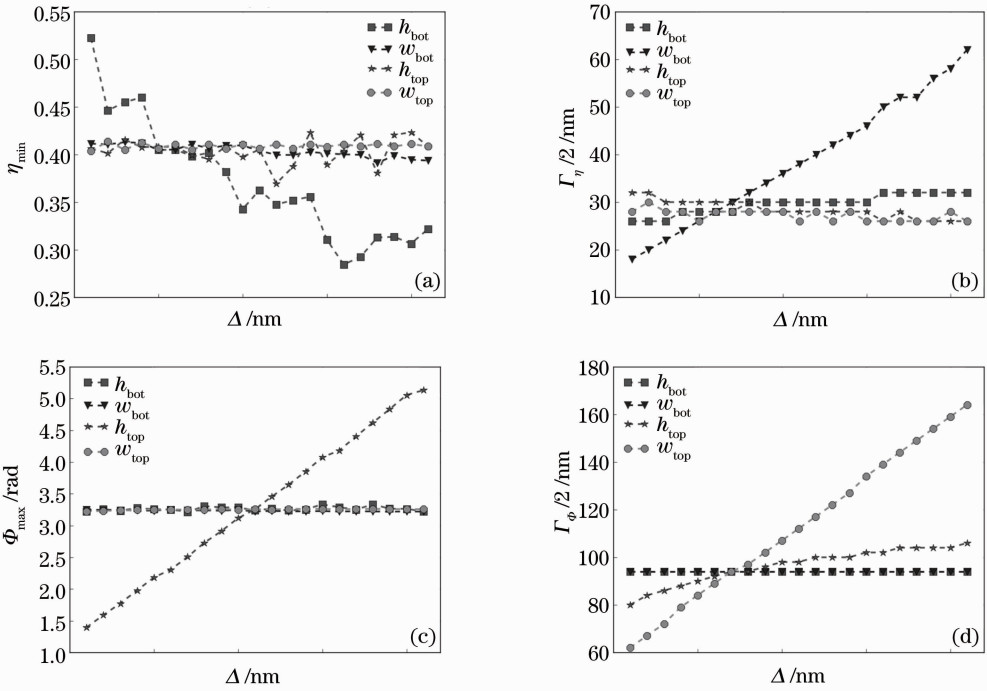 0.55
0.50
0.45
0.40
0.35
0.30
0.25
η_min
h_bot
w_bot
h_top
w_top
(a)
Δ/nm
70
60
50
40
30
20
10
Γ_η/2 /nm
h_bot
w_bot
h_top
w_top
(b)
Δ/nm
5.5
5.0
4.5
4.0
3.5
3.0
2.5
2.0
1.5
1.0
Φ_max/rad
h_bot
w_bot
h_top
w_top
(c)
Δ/nm
180
160
140
120
100
80
60
Γ_Φ/2 /nm
h_bot
w_bot
h_top
w_top
(d)
Δ/nm